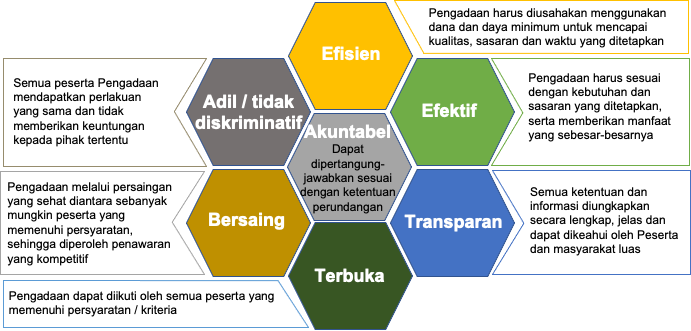 Efisien
Pengadaan harus diusahakan menggunakan
dana dan daya minimum untuk mencapai
kualitas, sasaran dan waktu yang ditetapkan
Semua peserta Pengadaan
mendapatkan perlakuan
yang sama dan tidak
memberikan keuntungan
kepada pihak tertentu
Adil / tidak
diskriminatif
Efektif
Pengadaan harus sesuai
dengan kebutuhan dan
sasaran yang ditetapkan,
serta memberikan manfaat
yang sebesar-besarnya
Akuntabel
Dapat
dipertangung-
jawabkan sesuai
dengan ketentuan
perundangan
Pengadaan melalui persaingan
yang sehat diantara sebanyak
mungkin peserta yang
memenuhi persyaratan,
sehingga diperoleh penawaran
yang kompetitif
Bersaing
Transparan
Semua ketentuan dan
informasi diungkapkan
secara lengkap, jelas dan
dapat dikeahui oleh Peserta
dan masyarakat luas
Terbuka
Pengadaan dapat diikuti oleh semua peserta yang
memenuhi persyaratan / kriteria